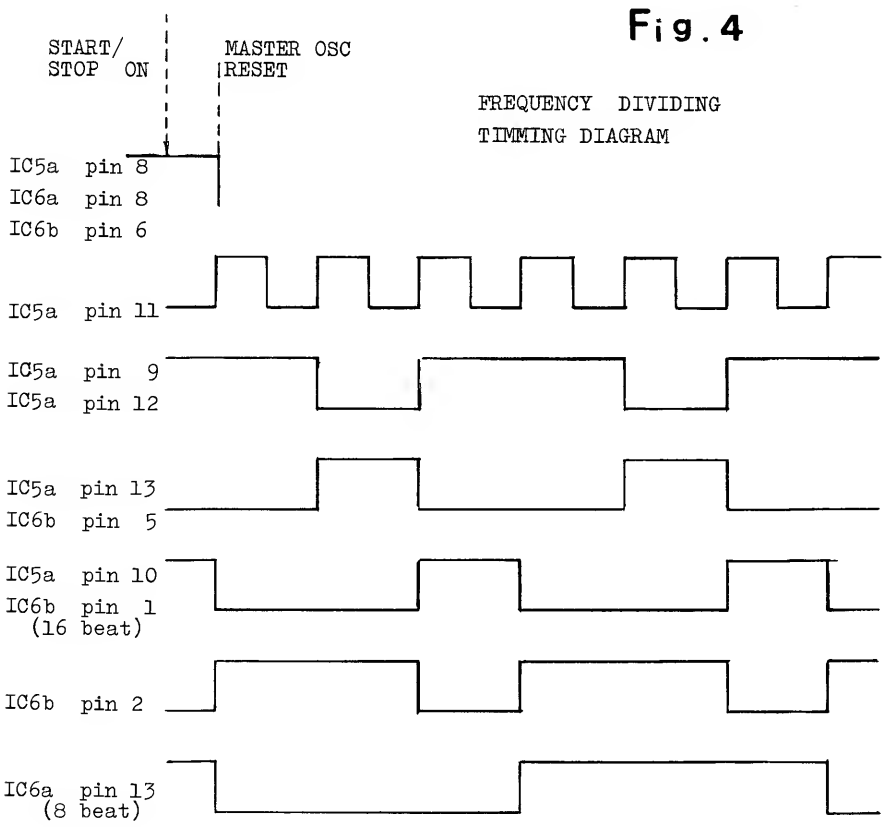 Fig.4
START/ MASTER OSC
STOP ON RESET
FREQUENCY DIVIDING
TIMMING DIAGRAM
IC5a pin 8
IC6a pin 8
IC6b pin 6
IC5a pin 11
IC5a pin 9
IC5a pin 12
IC5a pin 13
IC6b pin 5
IC5a pin 10
IC6b pin 1
(16 beat)
IC6b pin 2
IC6a pin 13
(8 beat)